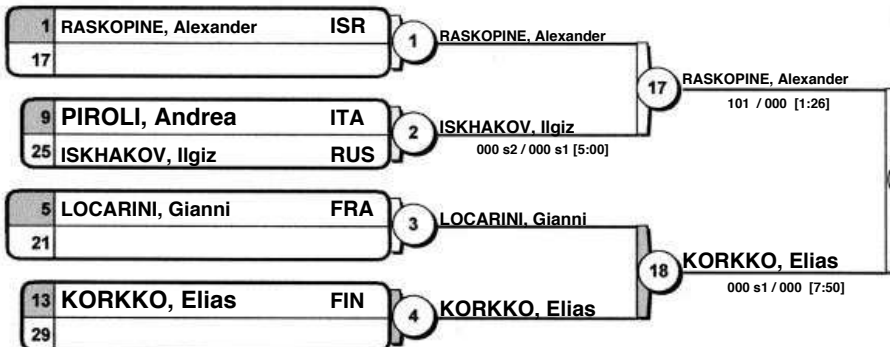 1 RASKOPINE, Alexander ISR
17
1 RASKOPINE, Alexander
9 PIROLI, Andrea ITA
25 ISKHAKOV, Ilgiz RUS
2 ISKHAKOV, Ilgiz
000 s2 / 000 s1 [5:00]
17 RASKOPINE, Alexander
101 / 000 [1:26]
5 LOCARINI, Gianni FRA
21
3 LOCARINI, Gianni
13 KORKKO, Elias FIN
29
4 KORKKO, Elias
18 KORKKO, Elias
000 s1 / 000 [7:50]